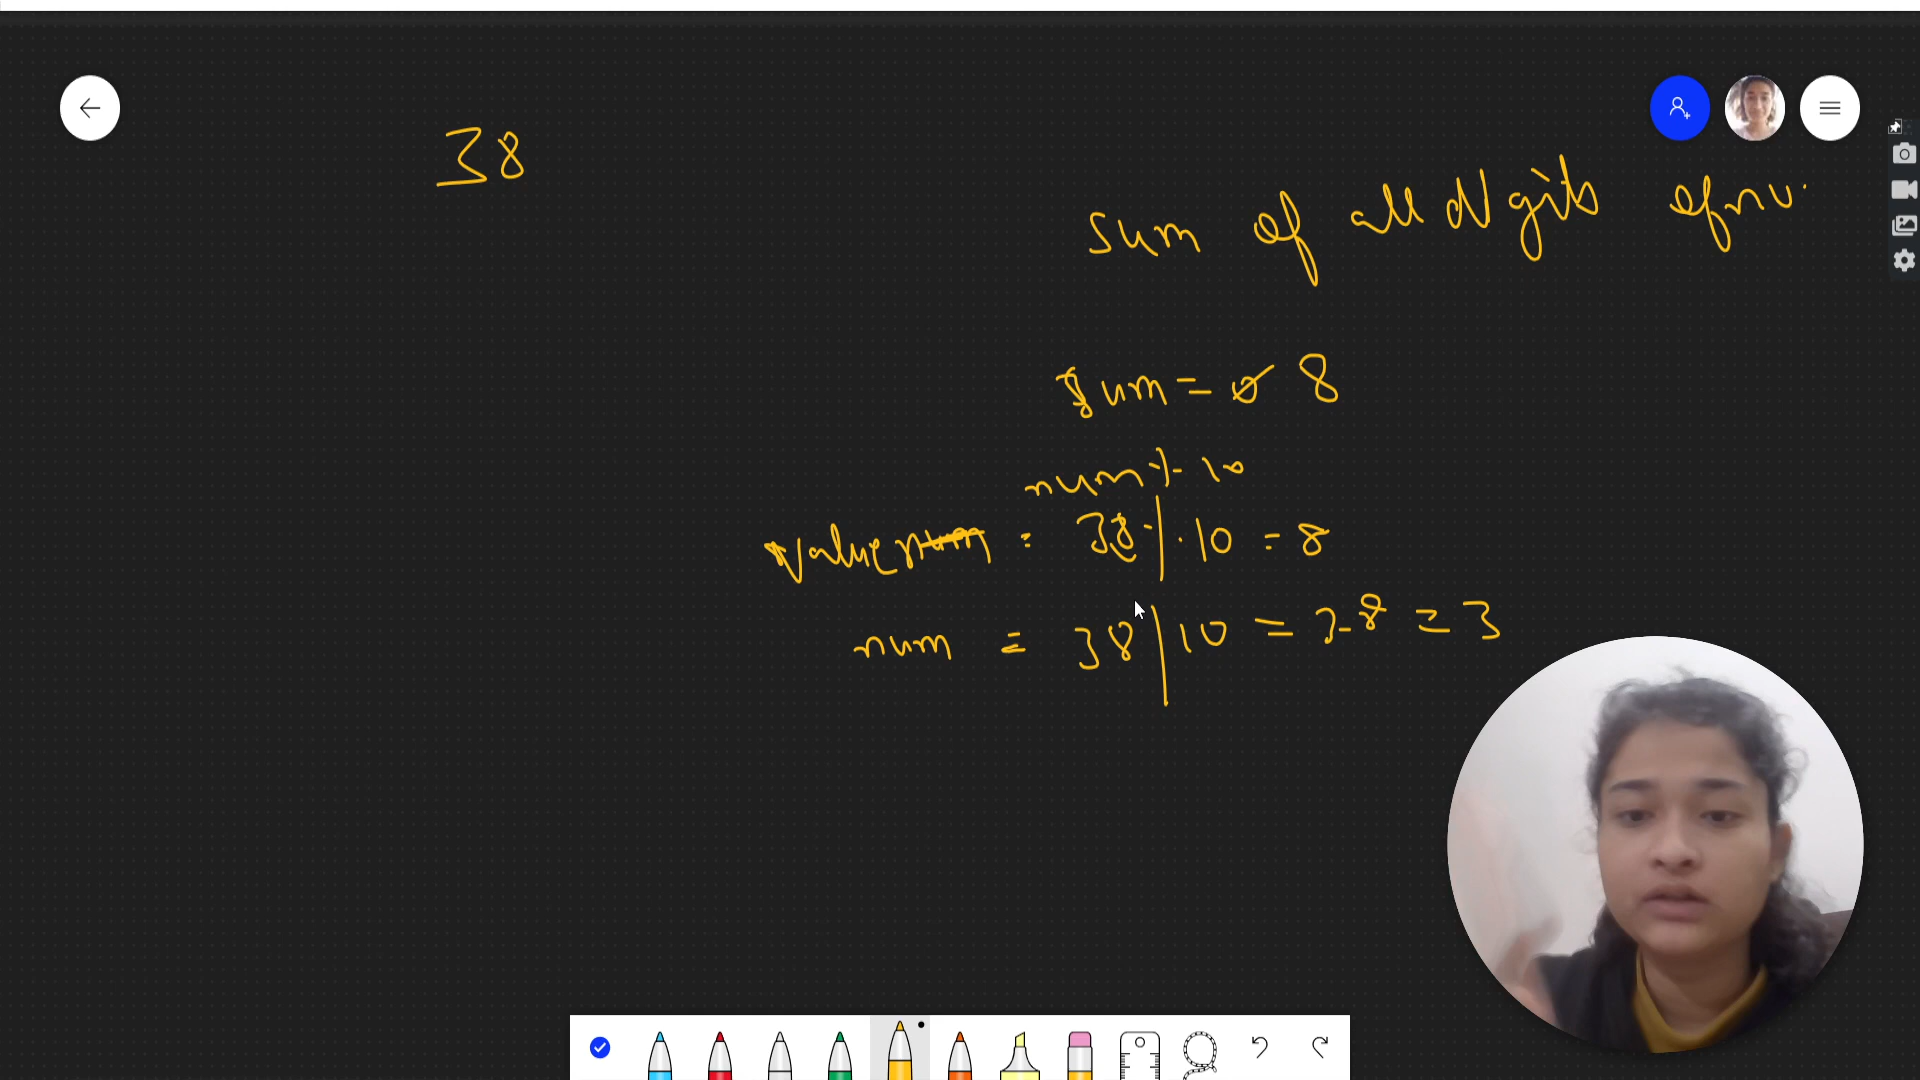 38
sum of all digits of nu.
sum = 0 8
num % 10
value = 38 % 10 = 8
num = 38 / 10 = 3.8 = 3